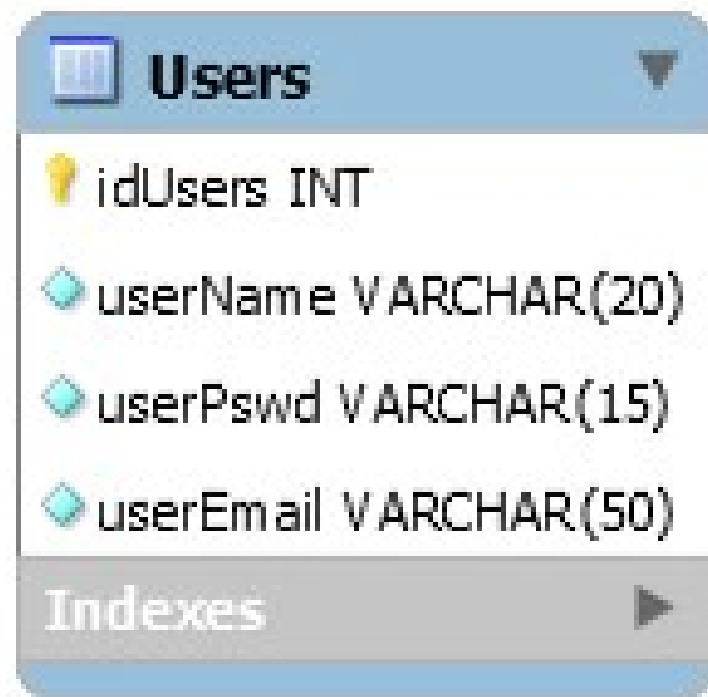 Users
idUsers INT
userName VARCHAR(20)
userPswd VARCHAR(15)
userEmail VARCHAR(50)
Indexes